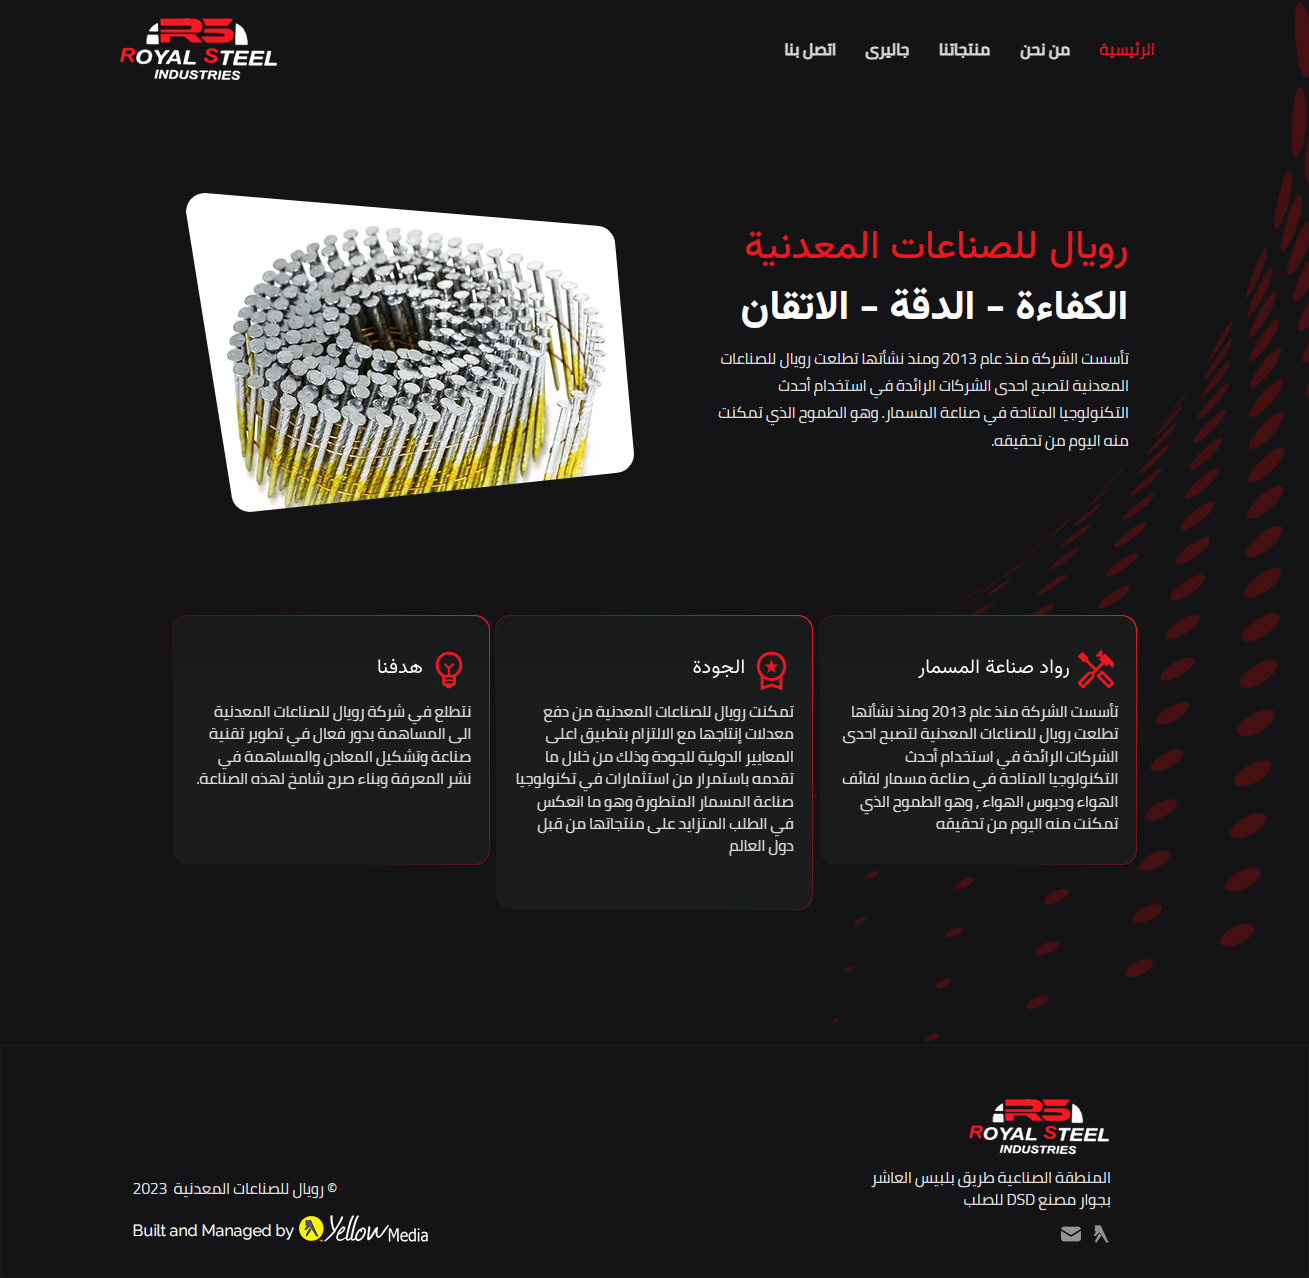 RS
ROYAL STEEL
INDUSTRIES
الرئيسية
من نحن
منتجاتنا
جاليرى
اتصل بنا
رويال للصناعات المعدنية
الكفاءة - الدقة - الاتقان
تأسست الشركة منذ عام 2013 ومنذ نشأتها تطلعت رويال للصناعات
المعدنية لتصبح احدى الشركات الرائدة في استخدام أحدث
التكنولوجيا المتاحة في صناعة المسمار. وهو الطموح الذي تمكنت
منه اليوم من تحقيقه.
رواد صناعة المسمار
تأسست الشركة منذ عام 2013 ومنذ نشأتها
تطلعت رويال للصناعات المعدنية لتصبح احدى
الشركات الرائدة في استخدام أحدث
التكنولوجيا المتاحة في صناعة مسمار لفائف
الهواء ودبوس الهواء , وهو الطموح الذي
تمكنت منه اليوم من تحقيقه
الجودة
تمكنت رويال للصناعات المعدنية من دفع
معدلات إنتاجها مع الالتزام بتطبيق اعلى
المعايير الدولية للجودة وذلك من خلال ما
تقدمه باستمرار من استثمارات في تكنولوجيا
صناعة المسمار المتطورة وهو ما انعكس
في الطلب المتزايد على منتجاتها من قبل
دول العالم
هدفنا
نتطلع في شركة رويال للصناعات المعدنية
الى المساهمة بدور فعال في تطوير تقنية
صناعة وتشكيل المعادن والمساهمة في
نشر المعرفة وبناء صرح شامخ لهذه الصناعة.
RS
ROYAL STEEL
INDUSTRIES
المنطقة الصناعية طريق بلبيس العاشر
بجوار مصنع DSD للصلب
© رويال للصناعات المعدنية 2023
Built and Managed by Yellow Media